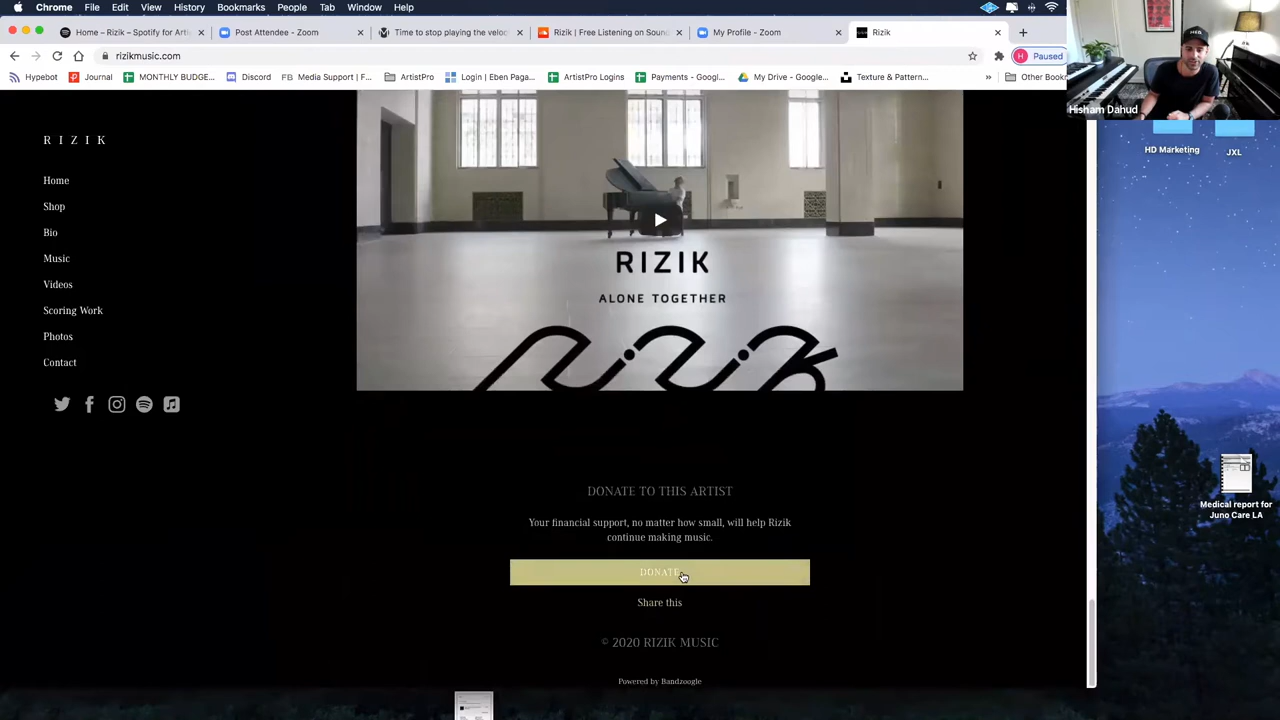 Chrome File Edit View History Bookmarks People Tab Window Help
Home – Spotify for Artis
Post Attendee - Zoom
Time to stop playing the veloc
Rizik | Free Listening on Soun
My Profile - Zoom
Rizik
rizikmusic.com
Paused
Hypebot
Journal
MONTHLY BUDGE...
Discord
FB Media Support | F...
ArtistPro
Login | Eben Paga...
ArtistPro Logins
Payments - Googl...
My Drive - Google...
Texture & Pattern...
Other Book
Hisham Dahud
HD Marketing
JXL
RIZIK
Home
Shop
Bio
Music
Videos
Scoring Work
Photos
Contact
RIZIK
ALONE TOGETHER
rizik
Medical report for
Juno Care LA
DONATE TO THIS ARTIST
Your financial support, no matter how small, will help Rizik
continue making music.
DONATE
Share this
© 2020 RIZIK MUSIC
Powered by Bandzoogle